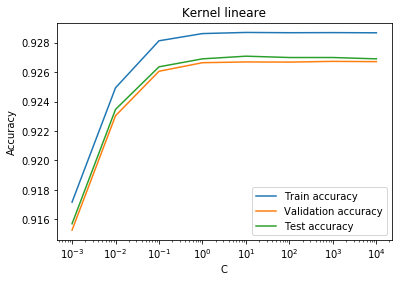 Kernel lineare
Accuracy
0.928
0.926
0.924
0.922
0.920
0.918
0.916
Train accuracy
Validation accuracy
Test accuracy
10⁻³ 10⁻² 10⁻¹ 10⁰ 10¹ 10² 10³ 10⁴
C